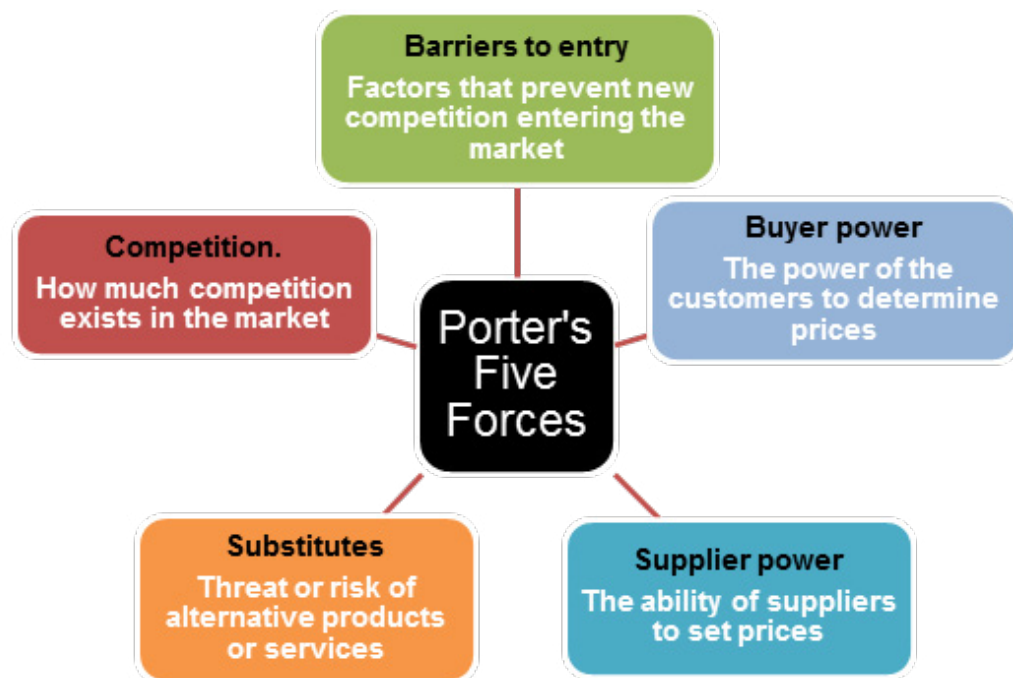 Barriers to entry
Factors that prevent new
competition entering the
market
Competition.
How much competition
exists in the market
Buyer power
The power of the
customers to determine
prices
Porter's
Five
Forces
Substitutes
Threat or risk of
alternative products
or services
Supplier power
The ability of suppliers
to set prices